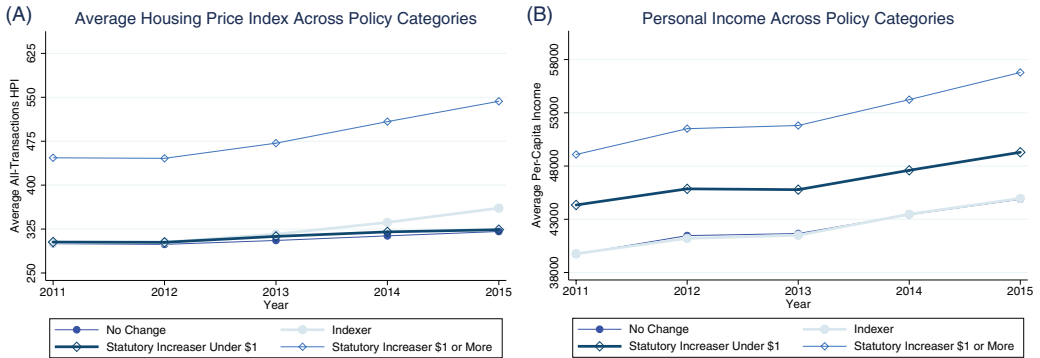 (A)
Average Housing Price Index Across Policy Categories
Average All-Transactions HPI
625
550
475
400
325
250
2011 2012 2013 2014 2015
Year
No Change Indexer
Statutory Increaser Under $1 Statutory Increaser $1 or More
(B)
Personal Income Across Policy Categories
Average Per-Capita Income
58000
53000
48000
43000
38000
2011 2012 2013 2014 2015
Year
No Change Indexer
Statutory Increaser Under $1 Statutory Increaser $1 or More